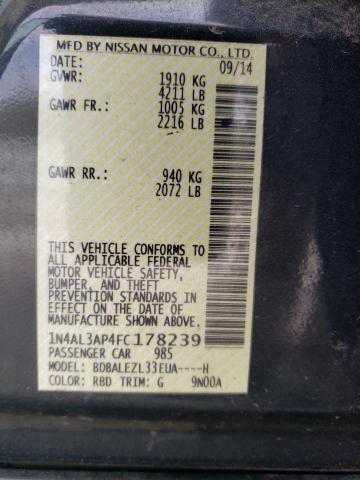 MFD BY NISSAN MOTOR CO., LTD
DATE: 09/14
GVWR: 1910 KG
4211 LB
GAWR FR.: 1005 KG
2216 LB
GAWR RR.: 940 KG
2072 LB
THIS VEHICLE CONFORMS TO
ALL APPLICABLE FEDERAL
MOTOR VEHICLE SAFETY,
BUMPER, AND THEFT
PREVENTION STANDARDS IN
EFFECT ON THE DATE OF
MANUFACTURE SHOWN ABOVE.
1N4AL3AP4FC178239
PASSENGER CAR 985
MODEL: BDBALEZL33EUA----H
COLOR: RBD TRIM: G 9N00A